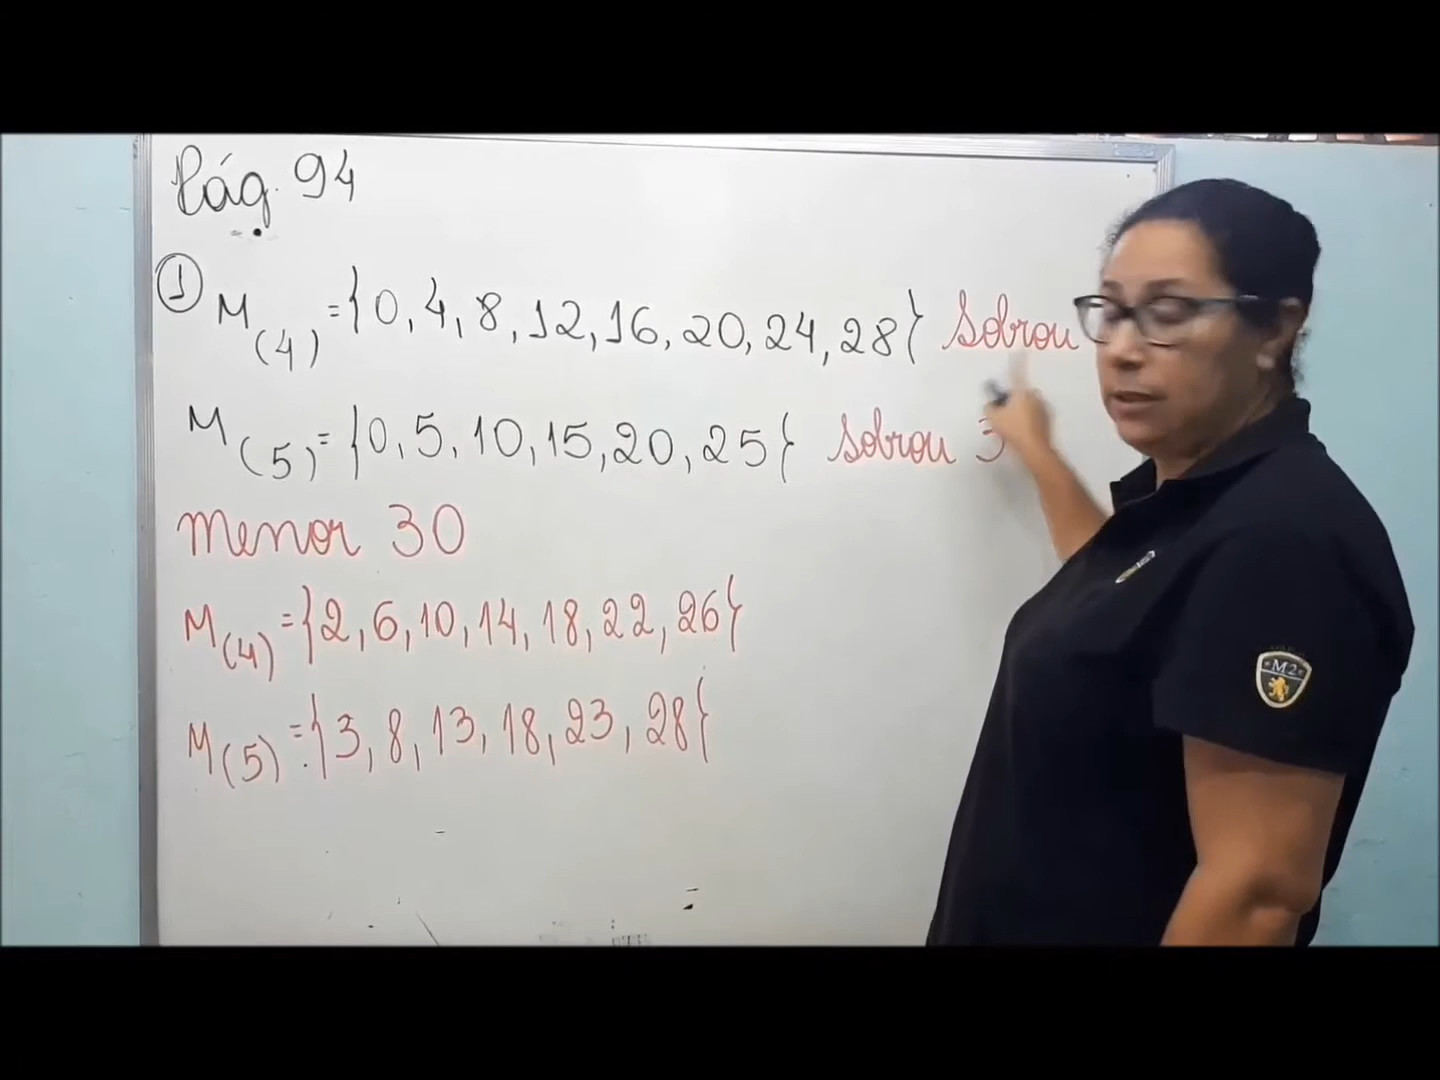 Pág. 94
1 M(4) = {0, 4, 8, 12, 16, 20, 24, 28} Sobrou
M(5) = {0, 5, 10, 15, 20, 25} sobrou 3
menor 30
M(4) = {2, 6, 10, 14, 18, 22, 26}
M(5) = {3, 8, 13, 18, 23, 28}
M2